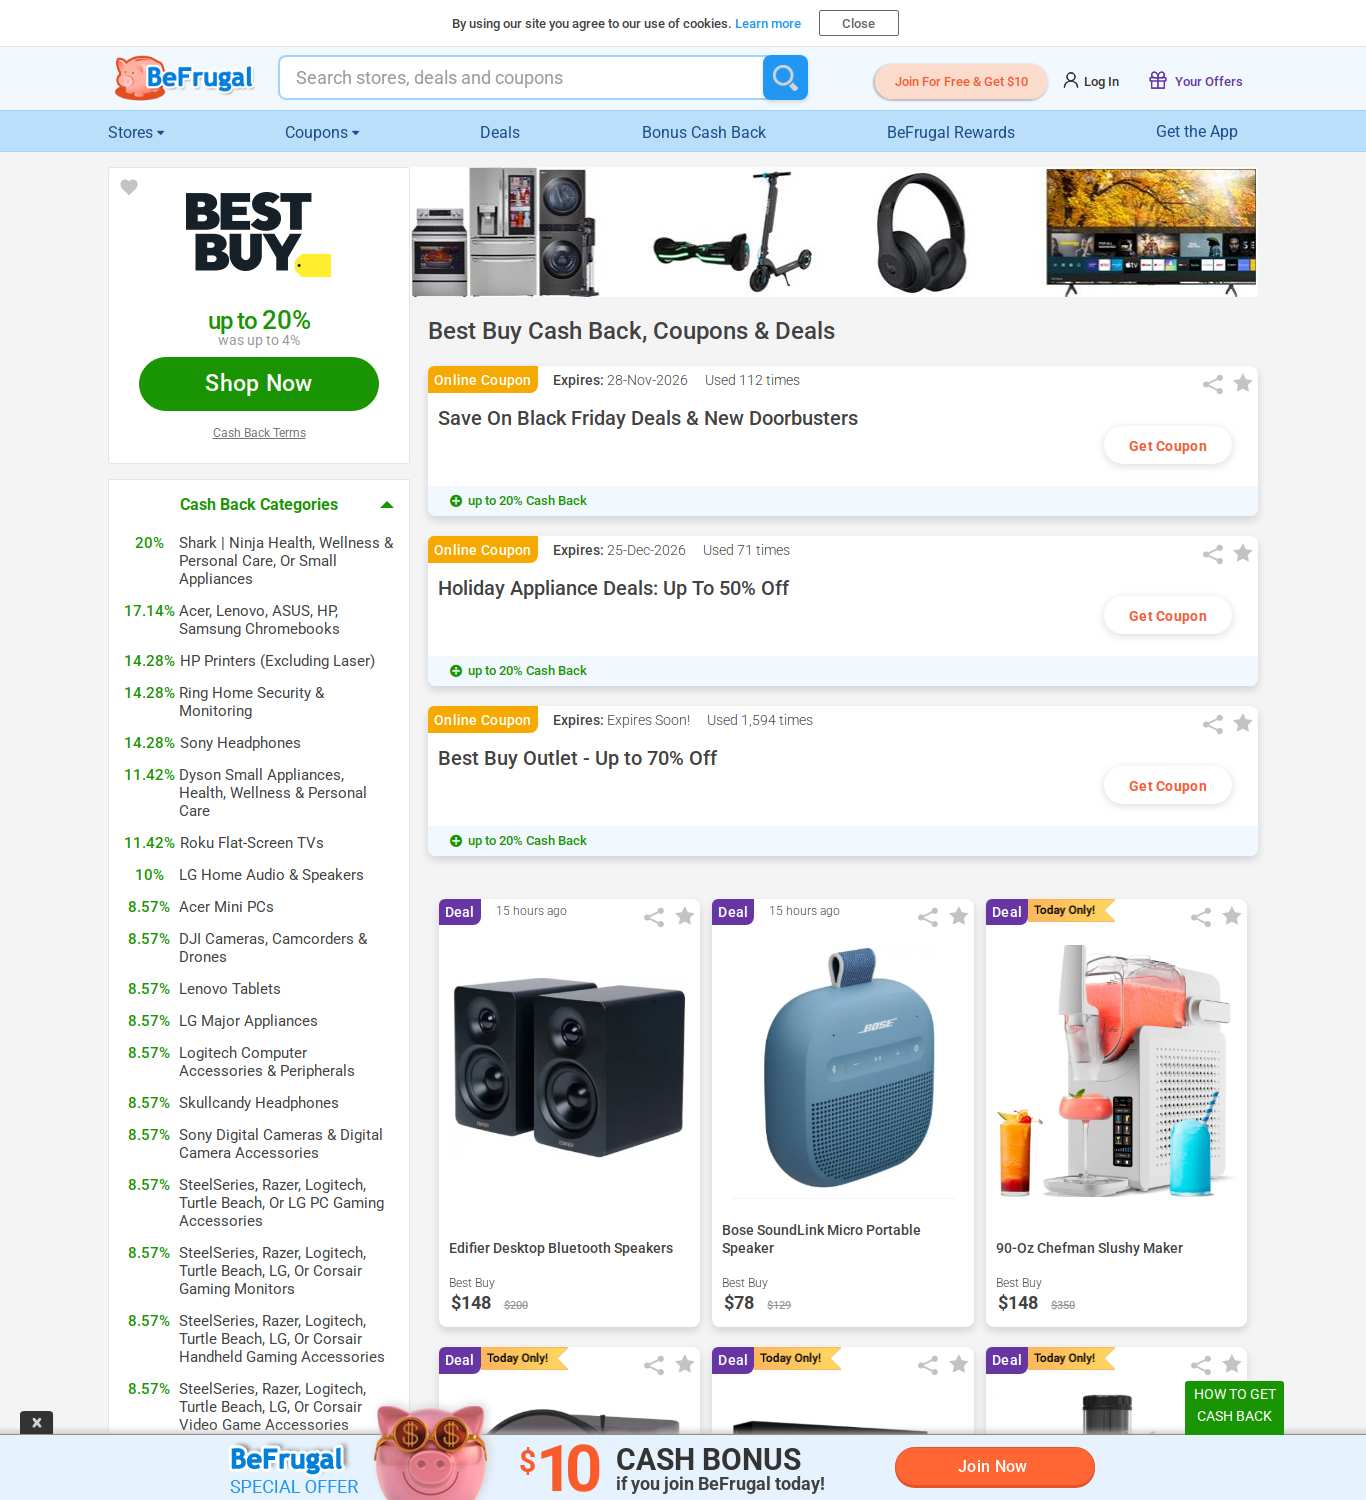 By using our site you agree to our use of cookies. Learn more Close
BeFrugal
Search stores, deals and coupons
Join For Free & Get $10
Log In
Your Offers
Stores
Coupons
Deals
Bonus Cash Back
BeFrugal Rewards
Get the App
BEST
BUY
up to 20%
was up to 4%
Shop Now
Cash Back Terms
Cash Back Categories
20% Shark | Ninja Health, Wellness &
Personal Care, Or Small
Appliances
17.14% Acer, Lenovo, ASUS, HP,
Samsung Chromebooks
14.28% HP Printers (Excluding Laser)
14.28% Ring Home Security &
Monitoring
14.28% Sony Headphones
11.42% Dyson Small Appliances,
Health, Wellness & Personal
Care
11.42% Roku Flat-Screen TVs
10% LG Home Audio & Speakers
8.57% Acer Mini PCs
8.57% DJI Cameras, Camcorders &
Drones
8.57% Lenovo Tablets
8.57% LG Major Appliances
8.57% Logitech Computer
Accessories & Peripherals
8.57% Skullcandy Headphones
8.57% Sony Digital Cameras & Digital
Camera Accessories
8.57% SteelSeries, Razer, Logitech,
Turtle Beach, Or LG PC Gaming
Accessories
8.57% SteelSeries, Razer, Logitech,
Turtle Beach, LG, Or Corsair
Gaming Monitors
8.57% SteelSeries, Razer, Logitech,
Turtle Beach, LG, Or Corsair
Handheld Gaming Accessories
8.57% SteelSeries, Razer, Logitech,
Turtle Beach, LG, Or Corsair
Video Game Accessories
Best Buy Cash Back, Coupons & Deals
Online Coupon Expires: 28-Nov-2026 Used 112 times
Save On Black Friday Deals & New Doorbusters
Get Coupon
up to 20% Cash Back
Online Coupon Expires: 25-Dec-2026 Used 71 times
Holiday Appliance Deals: Up To 50% Off
Get Coupon
up to 20% Cash Back
Online Coupon Expires: Expires Soon! Used 1,594 times
Best Buy Outlet - Up to 70% Off
Get Coupon
up to 20% Cash Back
Deal 15 hours ago
Edifier Desktop Bluetooth Speakers
Best Buy
$148 $200
Deal 15 hours ago
BOSE
Bose SoundLink Micro Portable
Speaker
Best Buy
$78 $129
Deal Today Only!
90-Oz Chefman Slushy Maker
Best Buy
$148 $350
Deal Today Only!
Deal Today Only!
Deal Today Only!
HOW TO GET
CASH BACK
x
BeFrugal
SPECIAL OFFER
$10
CASH BONUS
if you join BeFrugal today!
Join Now